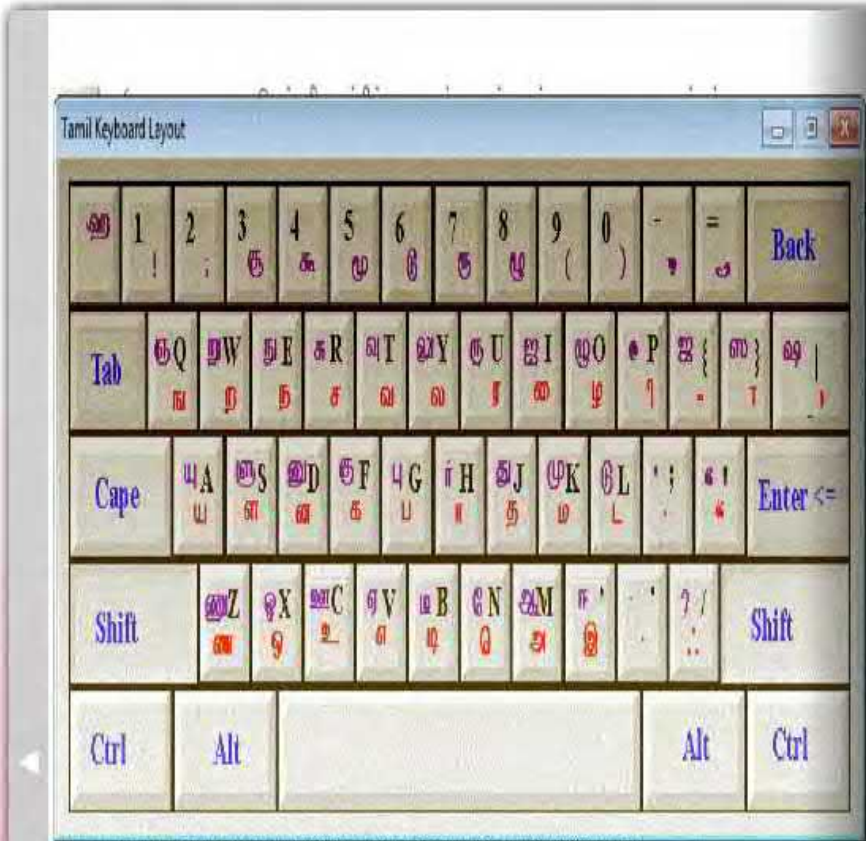 Tamil Keyboard Layout
ஹ 1 ! 2 ; 3 கு 4 கூ 5 மூ 6 டு 7 ரு 8 ழு 9 ( 0 ) - = Back
Tab ஞ Q ங று W ற நு E ந சு R ச வு T வ லு Y ல ரு U ர ஐ I ை ழு O ழ P ி ஜ { ஸ } ா ஷ |
Cape யு A ய ளு S ள னு D ன கு F க பு G ப ர் H து J த மு K ம டு L ட ' ; Enter <=
Shift ணு Z ண ஓ X ஒ ஊ C உ ஏ V எ டீ B டி ே N ெ ஆ M அ ஈ ' இ ? / Shift
Ctrl Alt Alt Ctrl